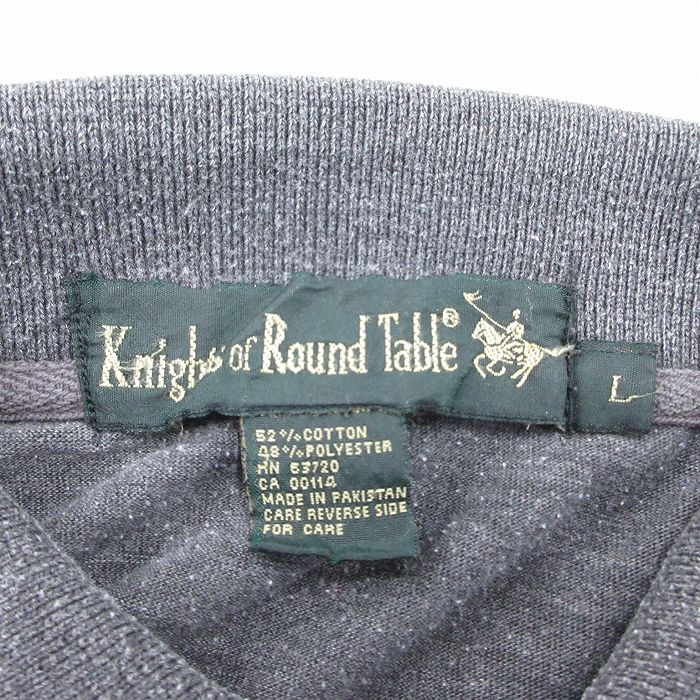 Knights of Round Table®
L
52% COTTON
48% POLYESTER
RN 63720
CA 00114
MADE IN PAKISTAN
CARE REVERSE SIDE
FOR CARE